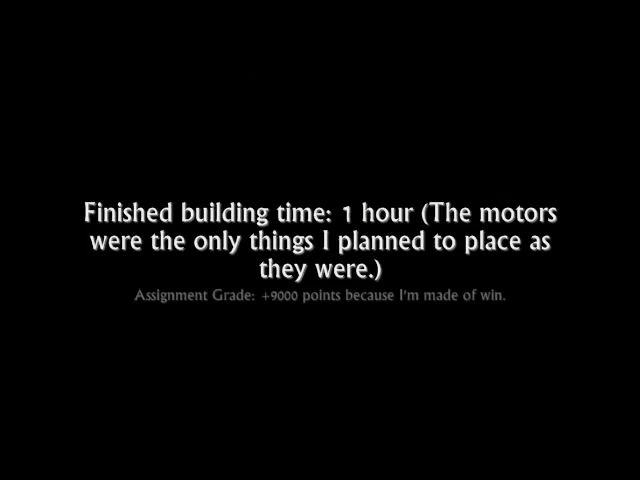 Finished building time: 1 hour (The motors
were the only things I planned to place as
they were.)
Assignment Grade: +9000 points because I'm made of win.